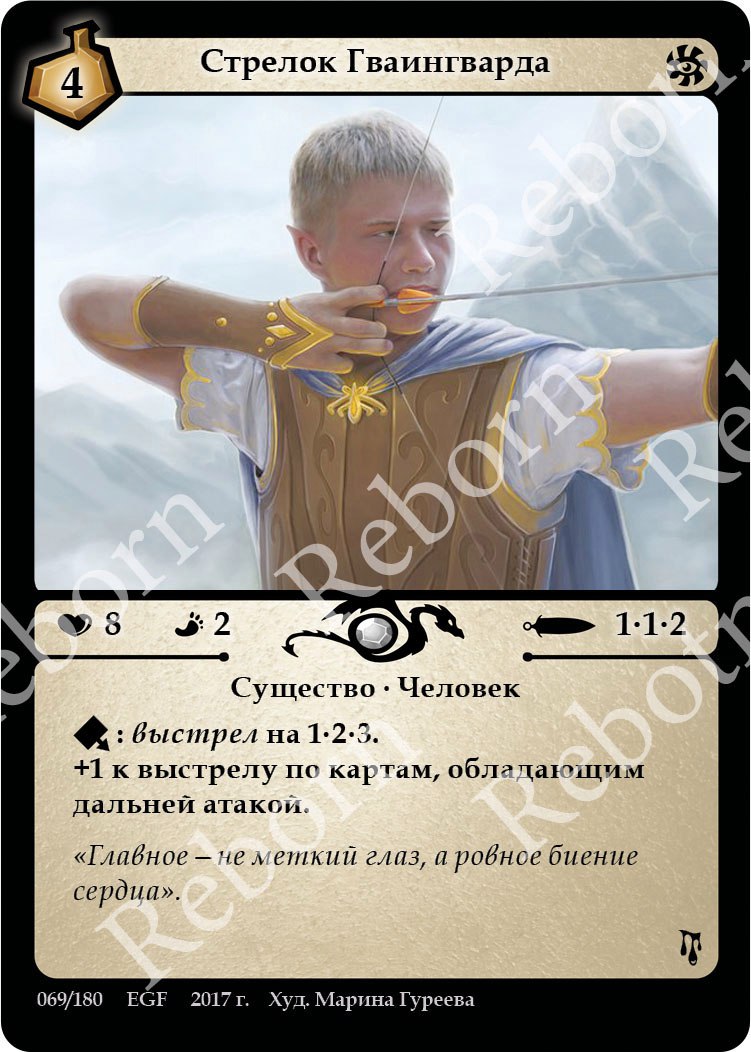 4
Стрелок Гваингварда
8
2
1·1·2
Существо · Человек
: выстрел на 1·2·3.
+1 к выстрелу по картам, обладающим
дальней атакой.
«Главное – не меткий глаз, а ровное биение
сердца».
069/180 EGF 2017 г. Худ. Марина Гуреева
Reborn
Reborn
Reborn
Reborn
Reborn
Rebotn